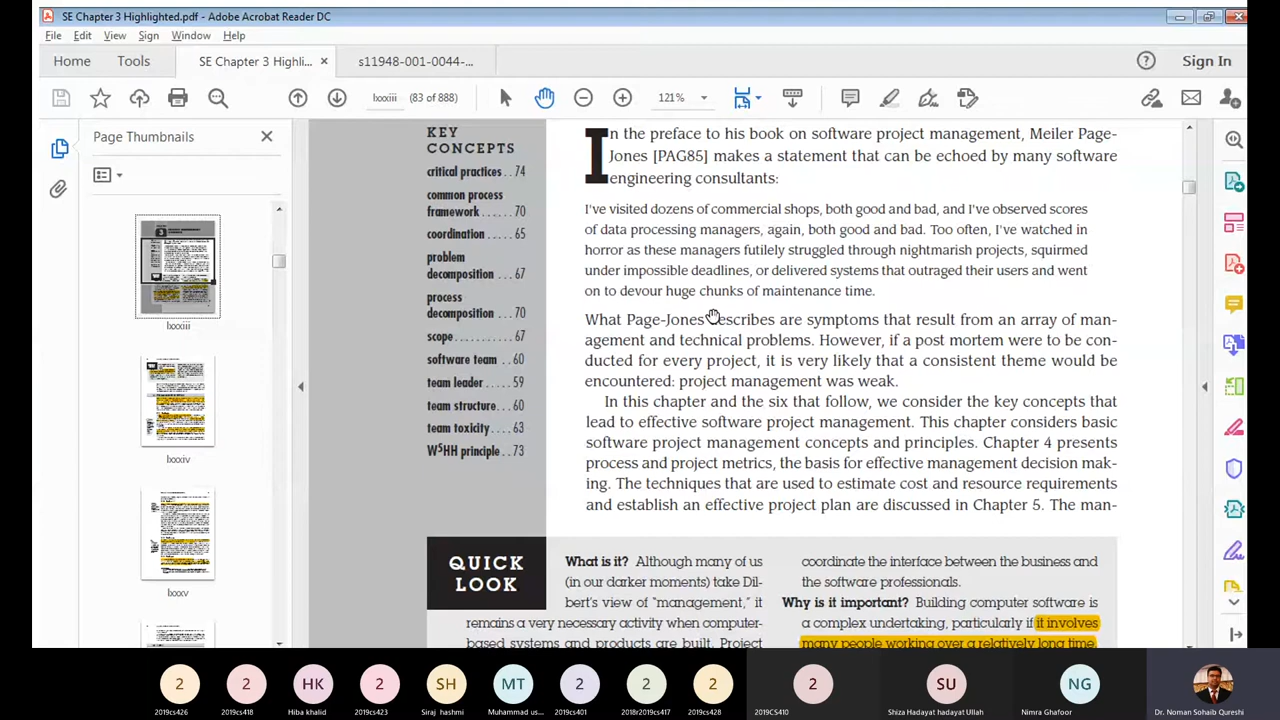 SE Chapter 3 Highlighted.pdf - Adobe Acrobat Reader DC
File Edit View Sign Window Help
Home Tools SE Chapter 3 Highli... × s11948-001-0044-... ? Sign In
lxxxiii (83 of 888) 121%
Page Thumbnails
lxxxiii
lxxxiv
lxxxv
KEY
CONCEPTS
critical practices . . 74
common process
framework . . . . . 70
coordination . . . . 65
problem
decomposition . . . 67
process
decomposition . . . 70
scope . . . . . . . . 67
software team . . 60
team leader . . . . 59
team structure . . 60
team toxicity . . . 63
W5HH principle . . 73
In the preface to his book on software project management, Meiler Page-
Jones [PAG85] makes a statement that can be echoed by many software
engineering consultants:
I've visited dozens of commercial shops, both good and bad, and I've observed scores
of data processing managers, again, both good and bad. Too often, I've watched in
horror as these managers futilely struggled through nightmarish projects, squirmed
under impossible deadlines, or delivered systems that outraged their users and went
on to devour huge chunks of maintenance time.
What Page-Jones describes are symptoms that result from an array of man-
agement and technical problems. However, if a post mortem were to be con-
ducted for every project, it is very likely that a consistent theme would be
encountered: project management was weak.
In this chapter and the six that follow, we consider the key concepts that
lead to effective software project management. This chapter considers basic
software project management concepts and principles. Chapter 4 presents
process and project metrics, the basis for effective management decision mak-
ing. The techniques that are used to estimate cost and resource requirements
and establish an effective project plan are discussed in Chapter 5. The man-
QUICK
LOOK
What is it? Although many of us
(in our darker moments) take Dil-
bert's view of "management," it
remains a very necessary activity when computer-
based systems and products are built. Project
coordinate the interface between the business and
the software professionals.
Why is it important? Building computer software is
a complex undertaking, particularly if it involves
many people working over a relatively long time.
2 2 HK 2 SH MT 2 2 2 2 SU NG
2019cs426 2019cs418 Hiba khalid 2019cs423 Siraj hashmi Muhammad us... 2019cs401 2018r2019cs417 2019cs428 2019CS410 Shiza Hadayat hadayat Ullah Nimra Ghafoor Dr. Noman Sohaib Qureshi